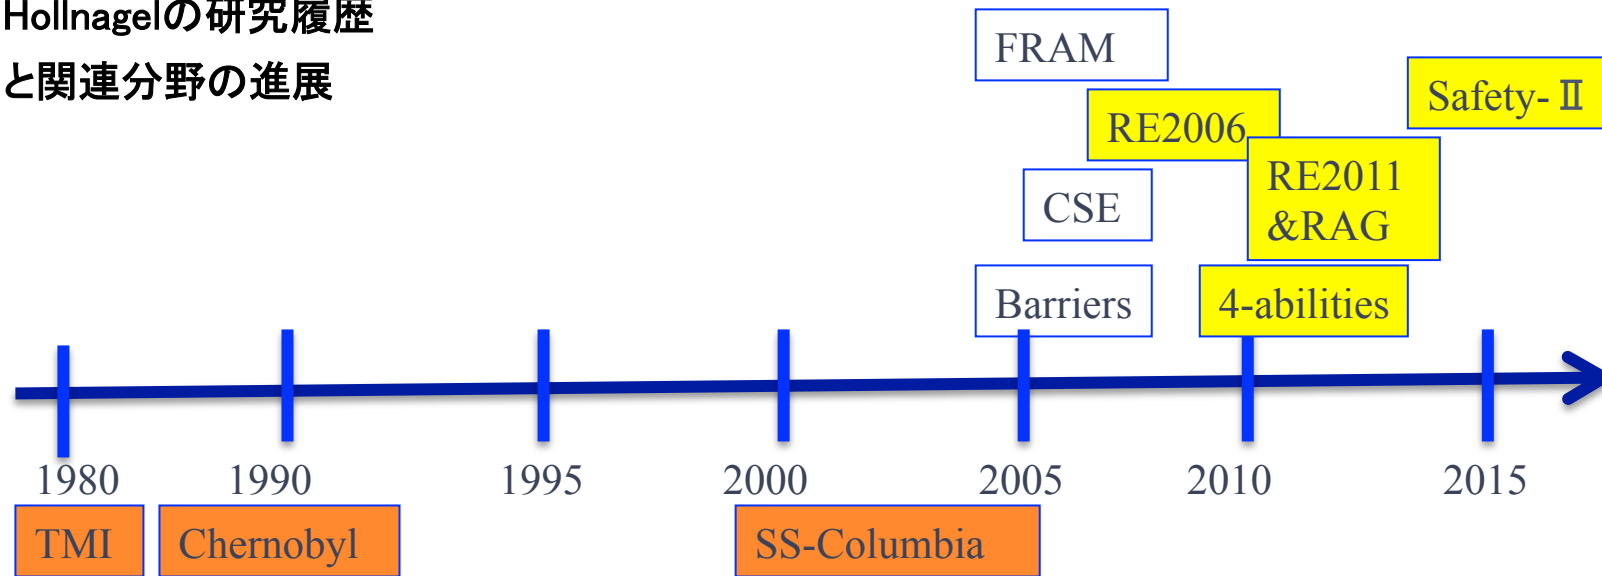 Hollnagelの研究履歴
と関連分野の進展
FRAM
Safety-Ⅱ
RE2006
RE2011
&RAG
CSE
Barriers
4-abilities
1980
1990
1995
2000
2005
2010
2015
TMI
Chernobyl
SS-Columbia